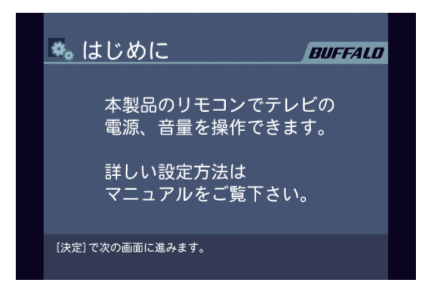 はじめに
BUFFALO
本製品のリモコンでテレビの
電源、音量を操作できます。
詳しい設定方法は
マニュアルをご覧下さい。
[決定]で次の画面に進みます。